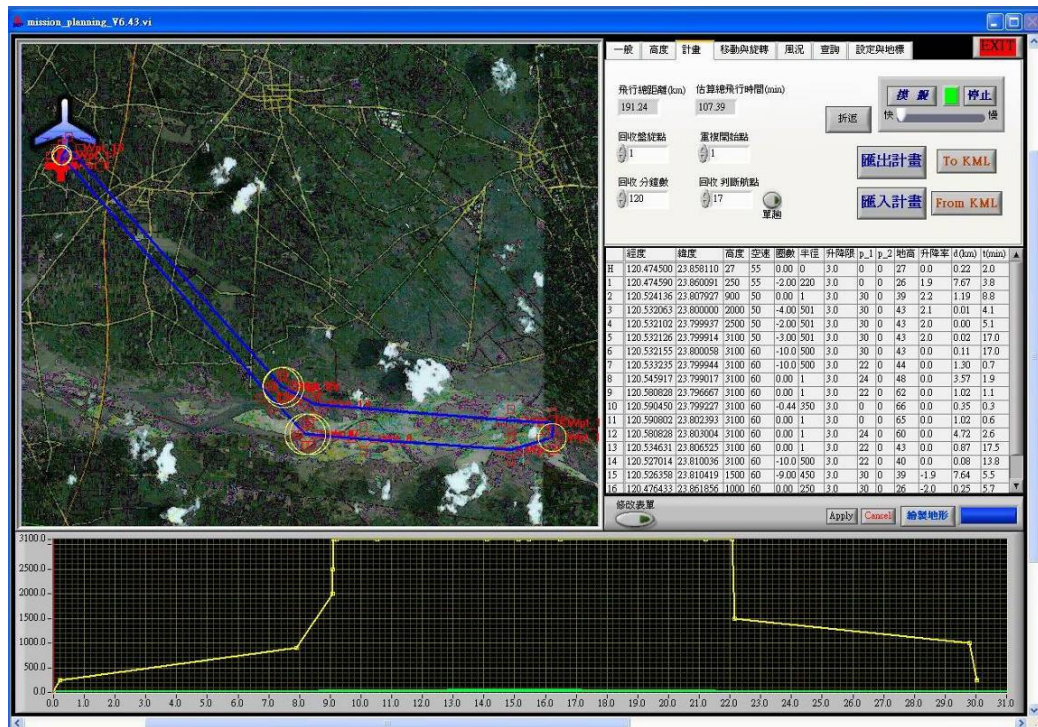 mission_planning_V6.43.vi
一般 高度 計畫 移動與旋轉 風況 查詢 設定與地標 EXIT
飛行總距離(km) 估算總飛行時間(min)
191.24 107.39
模擬 停止
快 慢
折返
回收盤旋點 重複開始點
1 1
匯出計畫 To KML
回收 分鐘數 回收 判斷航點
120 17
單趟
匯入計畫 From KML
經度 緯度 高度 空速 圈數 半徑 升降限 p_1 p_2 地高 升降率 d(km) t(min)
H 120.474500 23.858110 27 55 0.00 0 3.0 0 0 27 0.0 0.22 2.0
1 120.474590 23.860091 250 55 -2.00 220 3.0 0 0 26 1.9 7.67 3.8
2 120.524136 23.807927 900 50 0.00 1 3.0 30 0 39 2.2 1.19 8.8
3 120.532063 23.800000 2000 50 -4.00 501 3.0 30 0 43 2.1 0.01 4.1
4 120.532102 23.799937 2500 50 -2.00 501 3.0 30 0 43 2.0 0.00 5.1
5 120.532126 23.799914 3100 50 -3.00 501 3.0 30 0 43 2.0 0.02 17.0
6 120.532155 23.800058 3100 60 -10.0 500 3.0 30 0 43 0.0 0.11 17.0
7 120.533235 23.799944 3100 60 -10.0 500 3.0 22 0 44 0.0 1.30 0.7
8 120.545917 23.799017 3100 60 0.00 1 3.0 24 0 48 0.0 3.57 1.9
9 120.580828 23.796667 3100 60 0.00 1 3.0 22 0 62 0.0 1.02 1.1
10 120.590450 23.799227 3100 60 -0.44 350 3.0 0 0 66 0.0 0.35 0.3
11 120.590802 23.802393 3100 60 0.00 1 3.0 0 0 65 0.0 1.02 0.6
12 120.580828 23.803004 3100 60 0.00 1 3.0 24 0 60 0.0 4.72 2.6
13 120.534631 23.806525 3100 60 0.00 1 3.0 22 0 43 0.0 0.87 17.5
14 120.527014 23.810036 3100 60 -10.0 500 3.0 22 0 40 0.0 0.08 13.8
15 120.526358 23.810419 1500 60 -9.00 450 3.0 30 0 39 -1.9 7.64 5.5
16 120.476433 23.861856 1000 60 0.00 250 3.0 30 0 26 -2.0 0.25 5.7
修改表單
Apply Cancel 繪製地形
3100.0
2500.0
2000.0
1500.0
1000.0
500.0
0.0
0.0 1.0 2.0 3.0 4.0 5.0 6.0 7.0 8.0 9.0 10.0 11.0 12.0 13.0 14.0 15.0 16.0 17.0 18.0 19.0 20.0 21.0 22.0 23.0 24.0 25.0 26.0 27.0 28.0 29.0 30.0 31.0